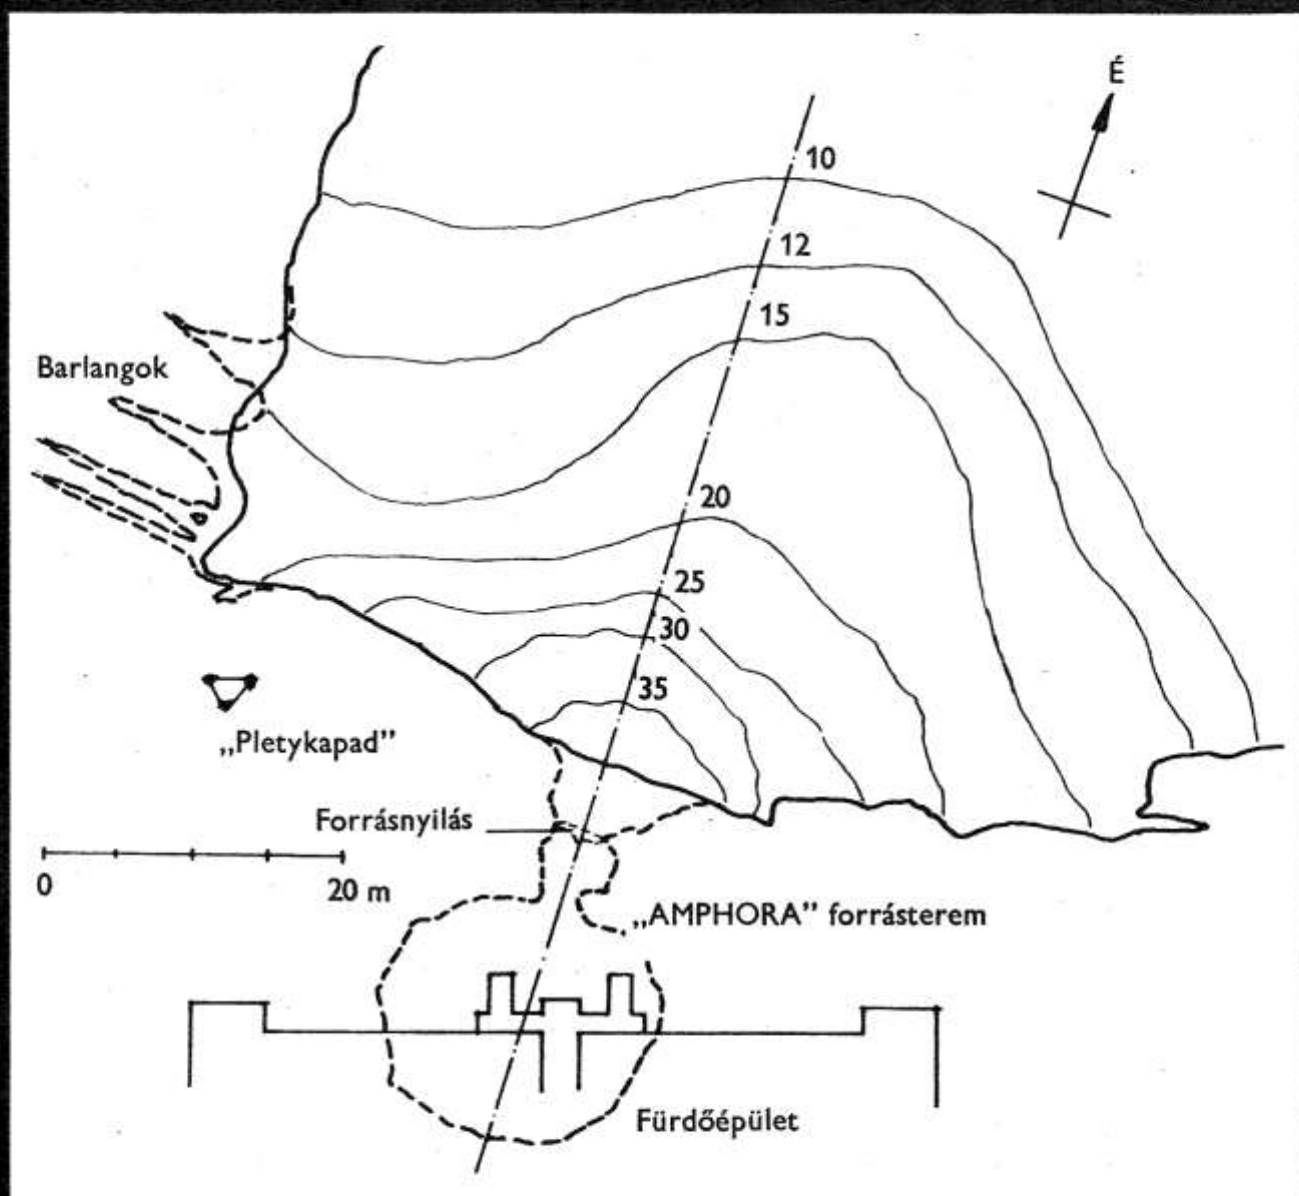 É
10
12
15
Barlangok
20
25
30
35
„Pletykapad”
Forrásnyilás
0 20 m
„AMPHORA” forrásterem
Fürdőépület